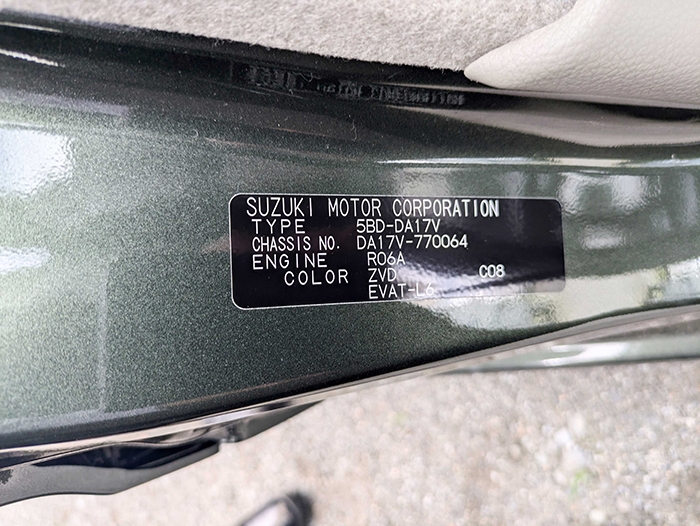 SUZUKI MOTOR CORPORATION
TYPE 5BD-DA17V
CHASSIS NO. DA17V-770064
ENGINE R06A
COLOR ZVD C08
EVAT-L6